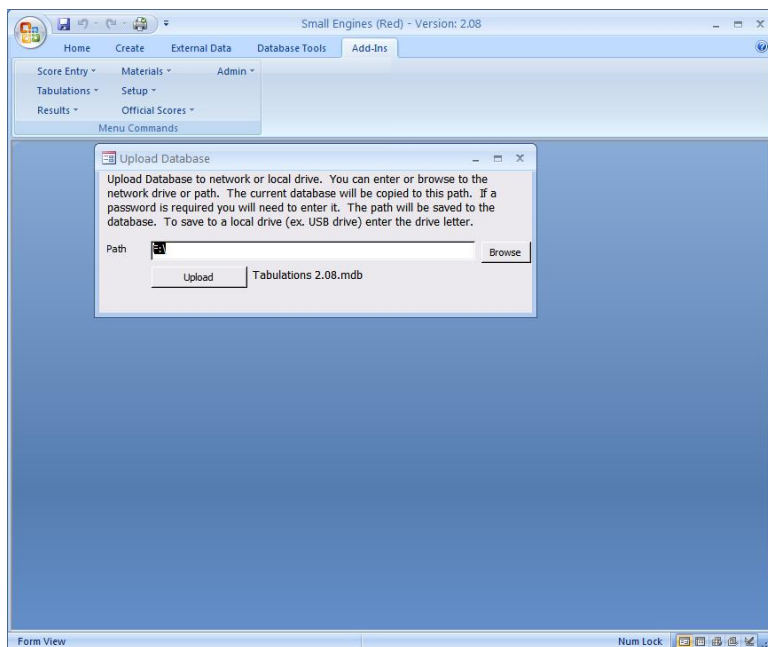 Small Engines (Red) - Version: 2.08
Home Create External Data Database Tools Add-Ins
Score Entry Materials Admin
Tabulations Setup
Results Official Scores
Menu Commands
Upload Database
Upload Database to network or local drive. You can enter or browse to the
network drive or path. The current database will be copied to this path. If a
password is required you will need to enter it. The path will be saved to the
database. To save to a local drive (ex. USB drive) enter the drive letter.
Path E:\ Browse
Upload Tabulations 2.08.mdb
Form View Num Lock